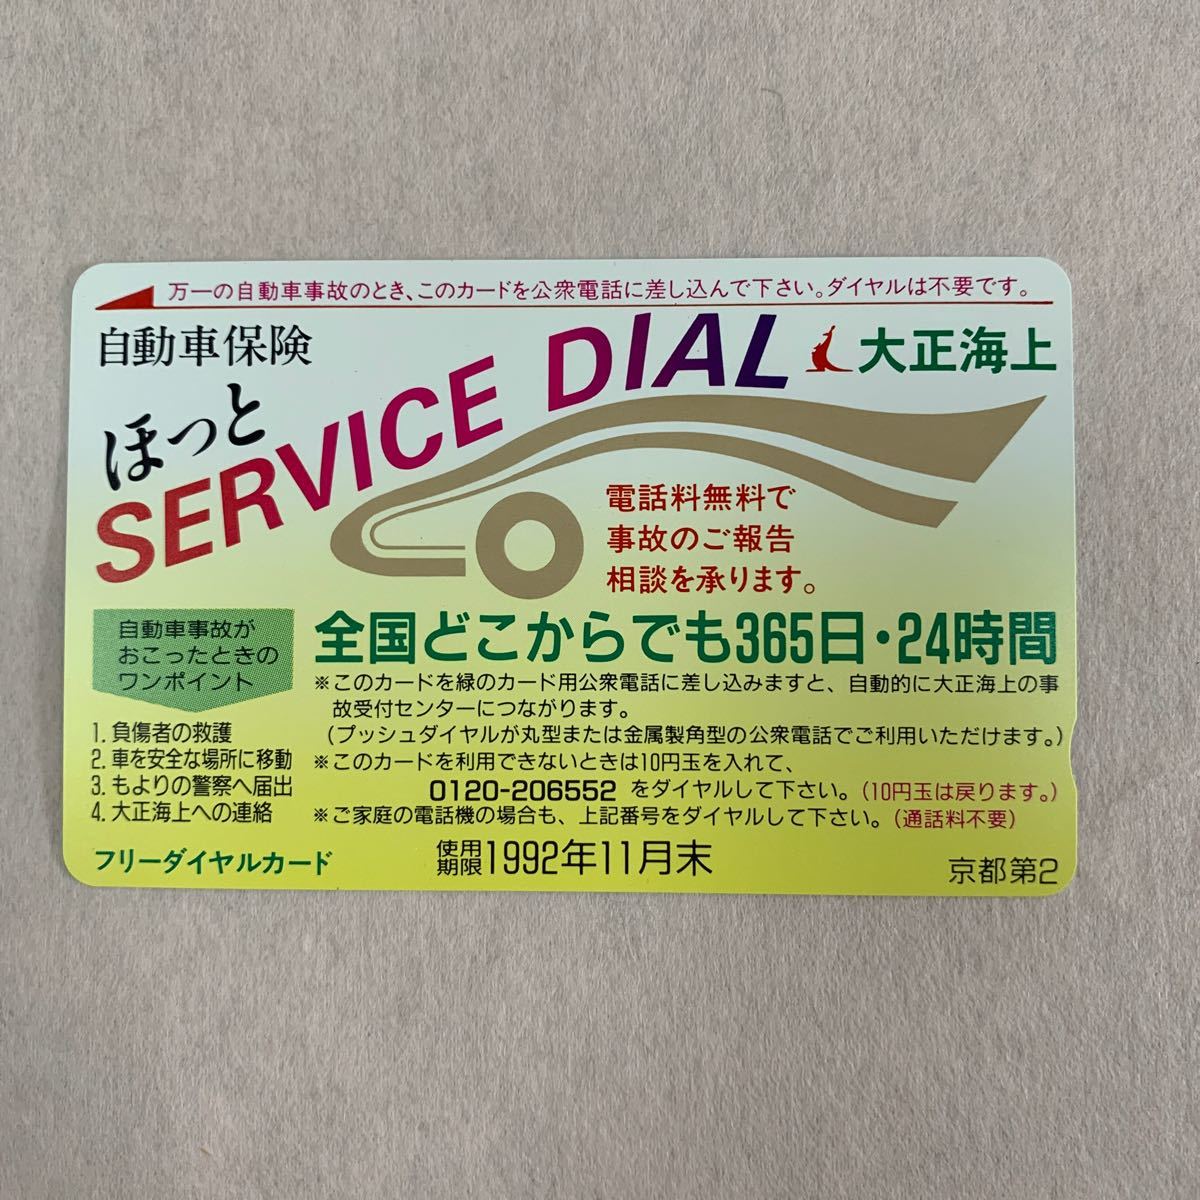 万一の自動車事故のとき、このカードを公衆電話に差し込んで下さい。ダイヤルは不要です。
自動車保険
ほっと
SERVICE DIAL
大正海上
電話料無料で
事故のご報告
相談を承ります。
自動車事故が
おこったときの
ワンポイント
1. 負傷者の救護
2. 車を安全な場所に移動
3. もよりの警察へ届出
4. 大正海上への連絡
全国どこからでも365日・24時間
※このカードを緑のカード用公衆電話に差し込みますと、自動的に大正海上の事
故受付センターにつながります。
(プッシュダイヤルが丸型または金属製角型の公衆電話でご利用いただけます。)
※このカードを利用できないときは10円玉を入れて、
0120-206552 をダイヤルして下さい。(10円玉は戻ります。)
※ご家庭の電話機の場合も、上記番号をダイヤルして下さい。(通話料不要)
フリーダイヤルカード
使用期限1992年11月末
京都第2